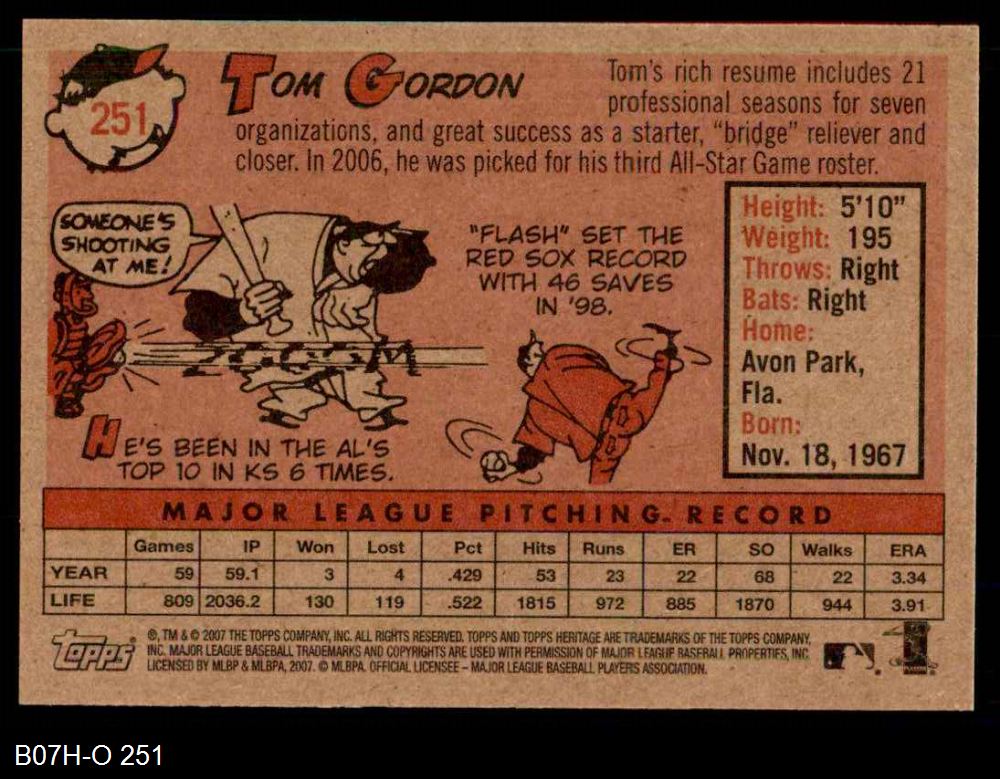 251
TOM GORDON
Tom's rich resume includes 21
professional seasons for seven
organizations, and great success as a starter, "bridge" reliever and
closer. In 2006, he was picked for his third All-Star Game roster.
SOMEONE'S
SHOOTING
AT ME!
ZOOOM
"FLASH" SET THE
RED SOX RECORD
WITH 46 SAVES
IN '98.
HE'S BEEN IN THE AL'S
TOP 10 IN KS 6 TIMES.
Height: 5'10"
Weight: 195
Throws: Right
Bats: Right
Home:
Avon Park,
Fla.
Born:
Nov. 18, 1967
MAJOR LEAGUE PITCHING RECORD
Games IP Won Lost Pct Hits Runs ER SO Walks ERA
YEAR 59 59.1 3 4 .429 53 23 22 68 22 3.34
LIFE 809 2036.2 130 119 .522 1815 972 885 1870 944 3.91
Topps
®, TM & © 2007 THE TOPPS COMPANY, INC. ALL RIGHTS RESERVED. TOPPS AND TOPPS HERITAGE ARE TRADEMARKS OF THE TOPPS COMPANY,
INC. MAJOR LEAGUE BASEBALL TRADEMARKS AND COPYRIGHTS ARE USED WITH PERMISSION OF MAJOR LEAGUE BASEBALL PROPERTIES, INC.
LICENSED BY MLBP & MLBPA, 2007. © MLBPA. OFFICIAL LICENSEE – MAJOR LEAGUE BASEBALL PLAYERS ASSOCIATION.
B07H-O 251